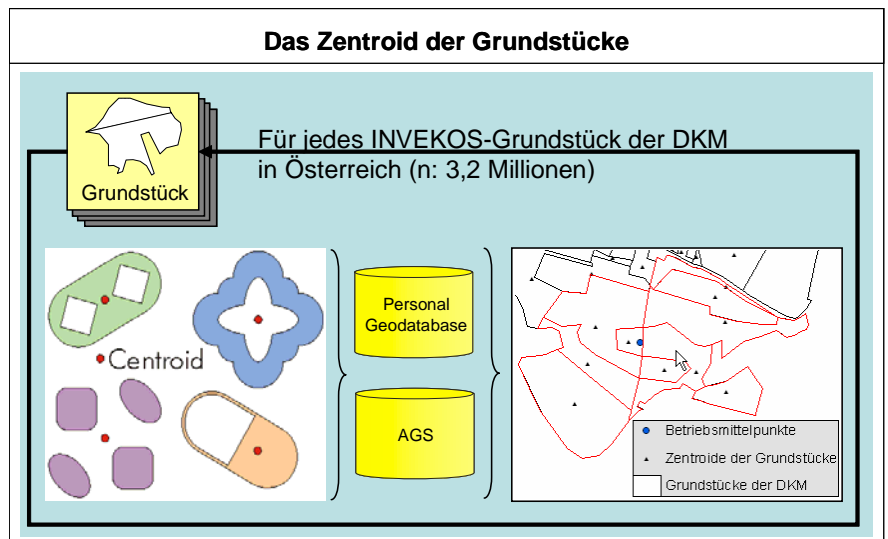 Das Zentroid der Grundstücke
Für jedes INVEKOS-Grundstück der DKM
in Österreich (n: 3,2 Millionen)
Grundstück
Centroid
Personal
Geodatabase
AGS
Betriebsmittelpunkte
Zentroide der Grundstücke
Grundstücke der DKM